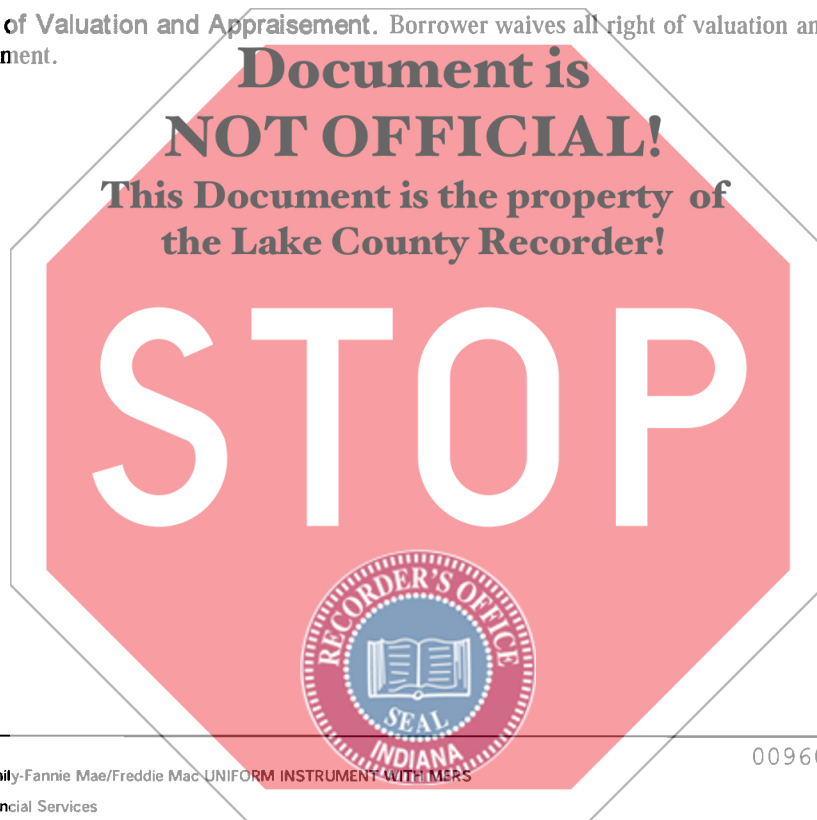 of Valuation and Appraisement. Borrower waives all right of valuation an
ment.
Document is
NOT OFFICIAL!
This Document is the property of
the Lake County Recorder!
STOP
RECORDER'S OFFICE
SEAL
INDIANA
0096
ily-Fannie Mae/Freddie Mac UNIFORM INSTRUMENT WITH MERS
ncial Services